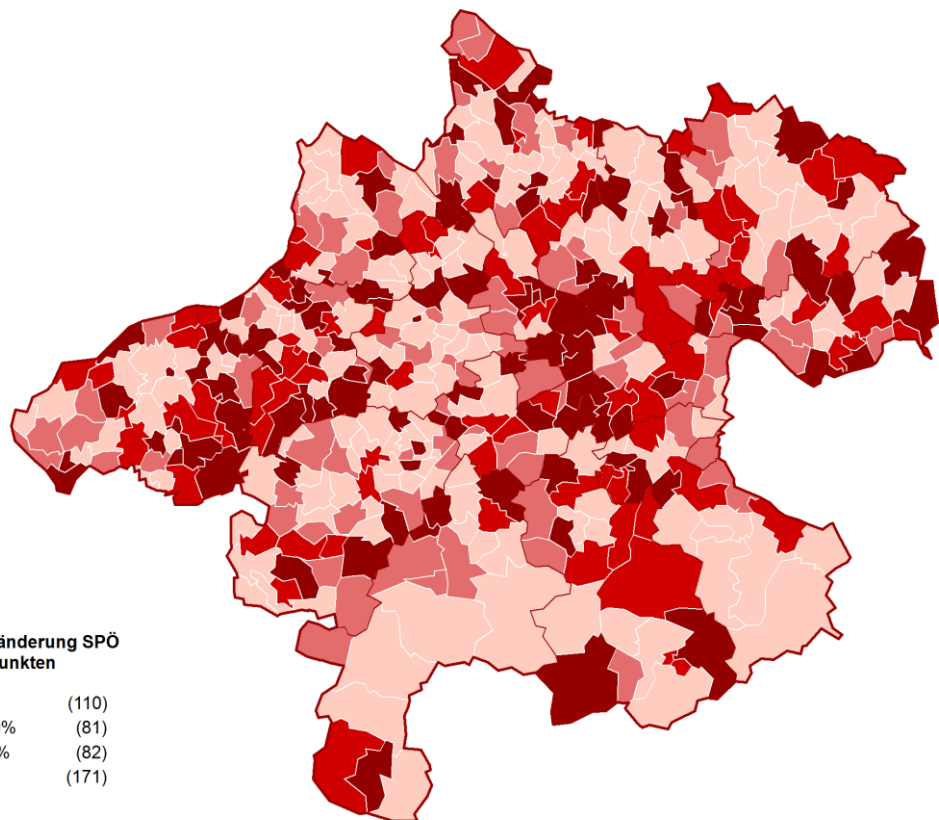 änderung SPÖ
unkten
(110)
% (81)
% (82)
(171)